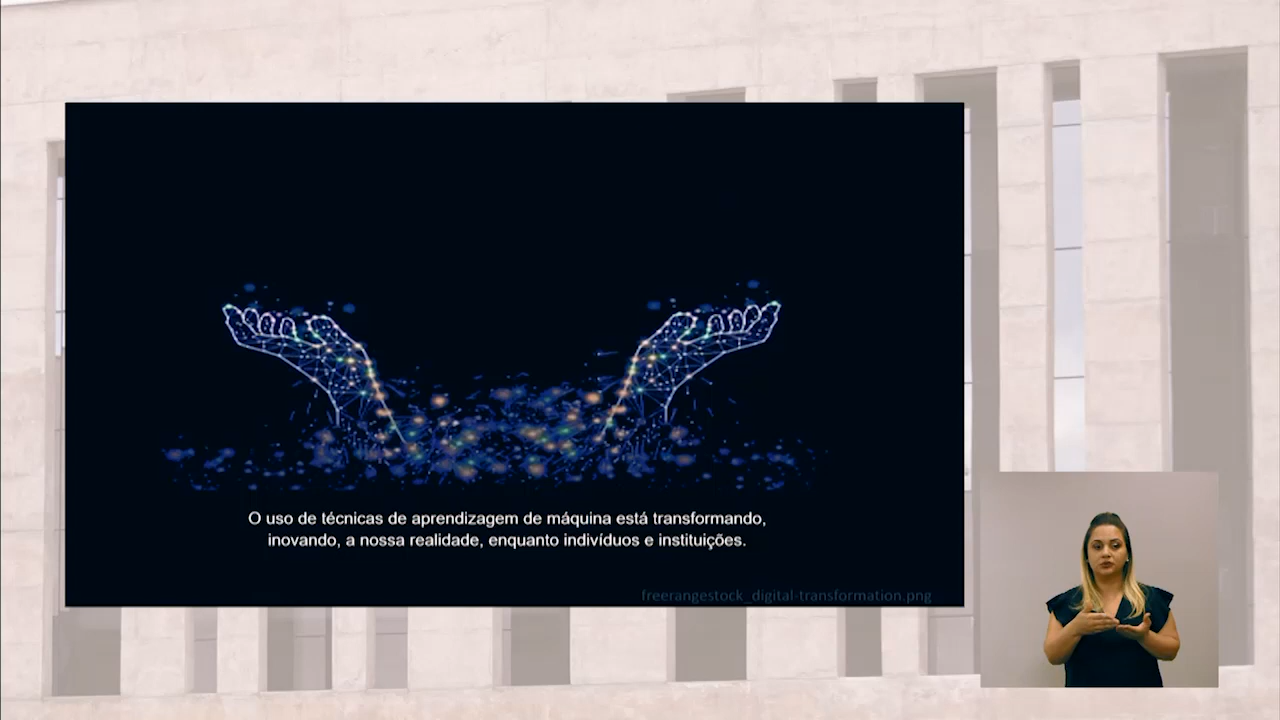 O uso de técnicas de aprendizagem de máquina está transformando,
inovando, a nossa realidade, enquanto indivíduos e instituições.
freerangestock_digital-transformation.png